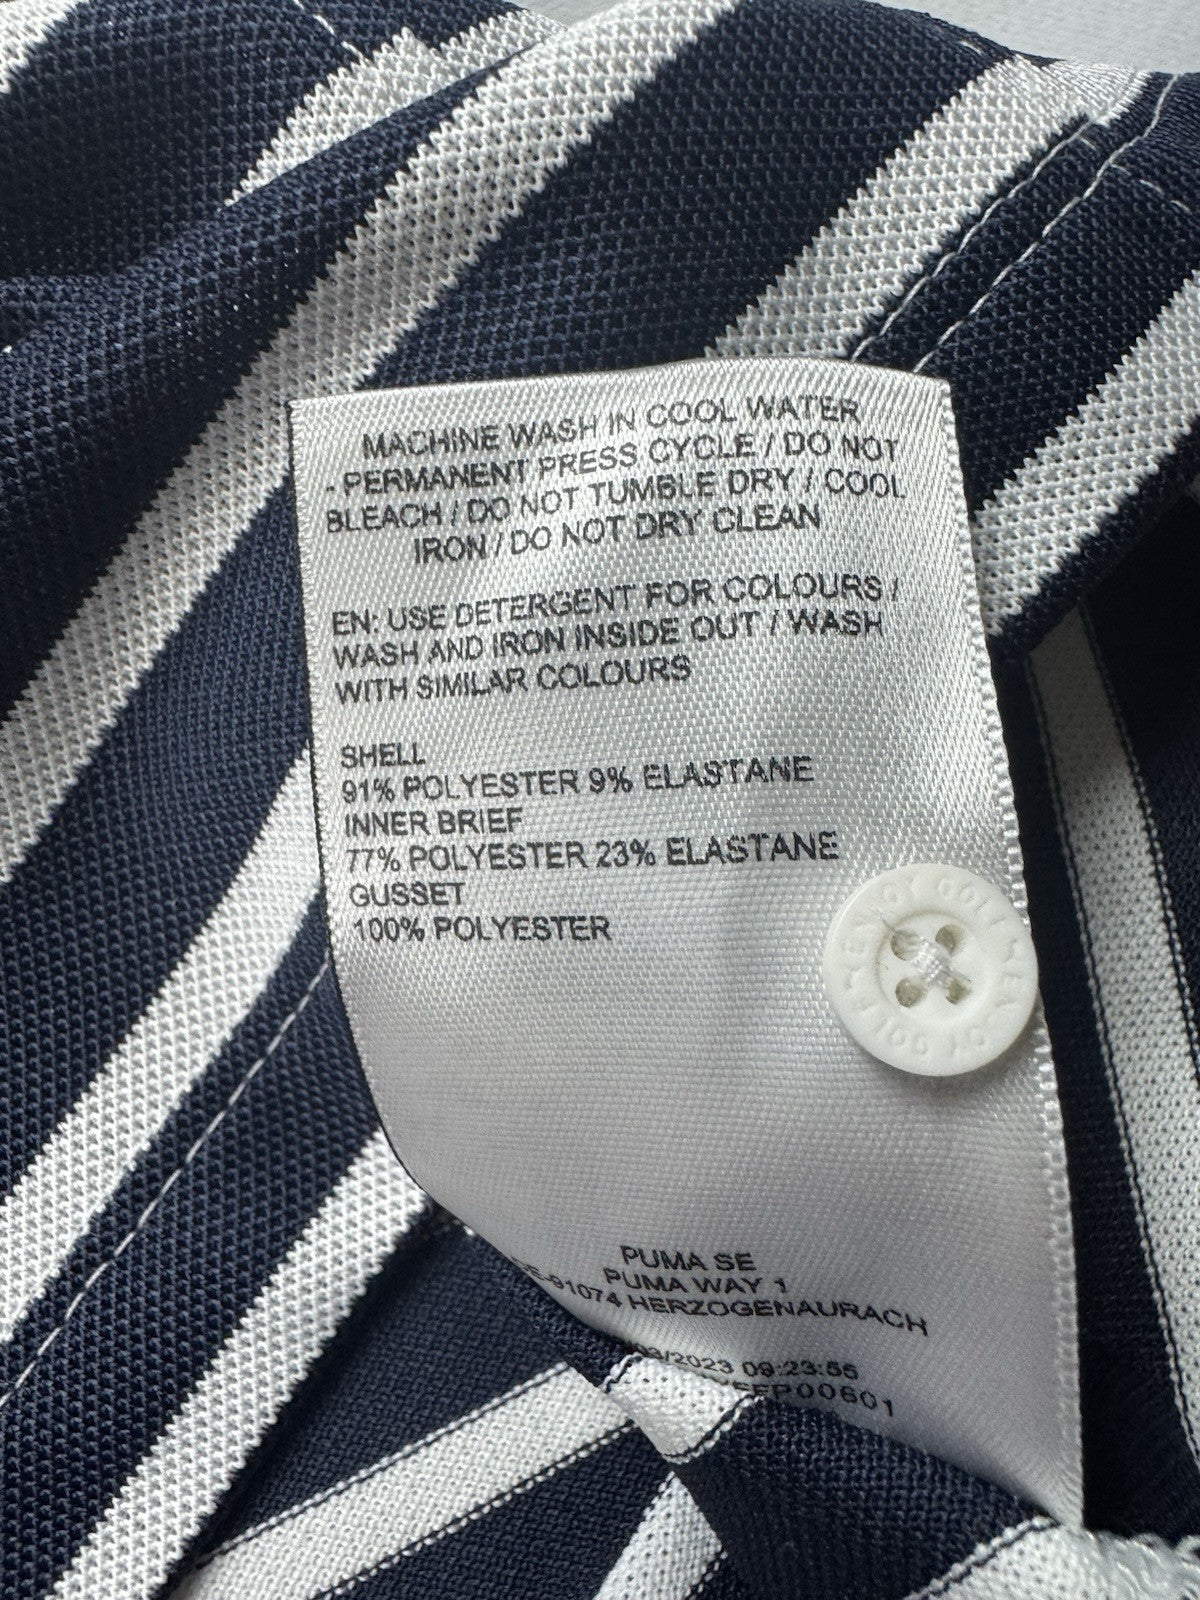 MACHINE WASH IN COOL WATER
- PERMANENT PRESS CYCLE / DO NOT
BLEACH / DO NOT TUMBLE DRY / COOL
IRON / DO NOT DRY CLEAN
EN: USE DETERGENT FOR COLOURS /
WASH AND IRON INSIDE OUT / WASH
WITH SIMILAR COLOURS
SHELL
91% POLYESTER 9% ELASTANE
INNER BRIEF
77% POLYESTER 23% ELASTANE
GUSSET
100% POLYESTER
PUMA SE
PUMA WAY 1
DE-91074 HERZOGENAURACH
/2023 09:23:55